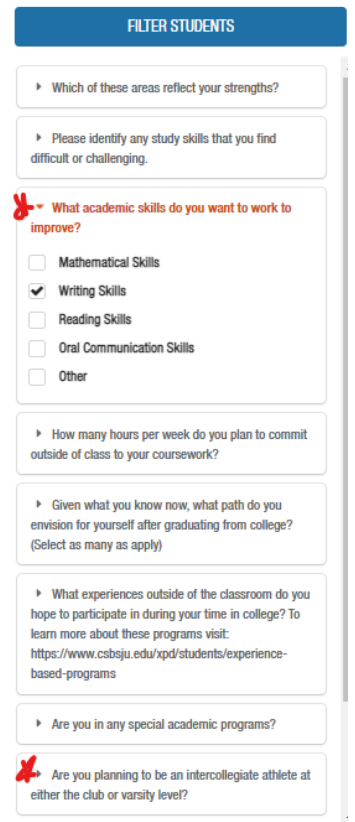 FILTER STUDENTS
Which of these areas reflect your strengths?
Please identify any study skills that you find
difficult or challenging.
What academic skills do you want to work to
improve?
Mathematical Skills
Writing Skills
Reading Skills
Oral Communication Skills
Other
How many hours per week do you plan to commit
outside of class to your coursework?
Given what you know now, what path do you
envision for yourself after graduating from college?
(Select as many as apply)
What experiences outside of the classroom do you
hope to participate in during your time in college? To
learn more about these programs visit:
https://www.csbsju.edu/xpd/students/experience-
based-programs
Are you in any special academic programs?
Are you planning to be an intercollegiate athlete at
either the club or varsity level?